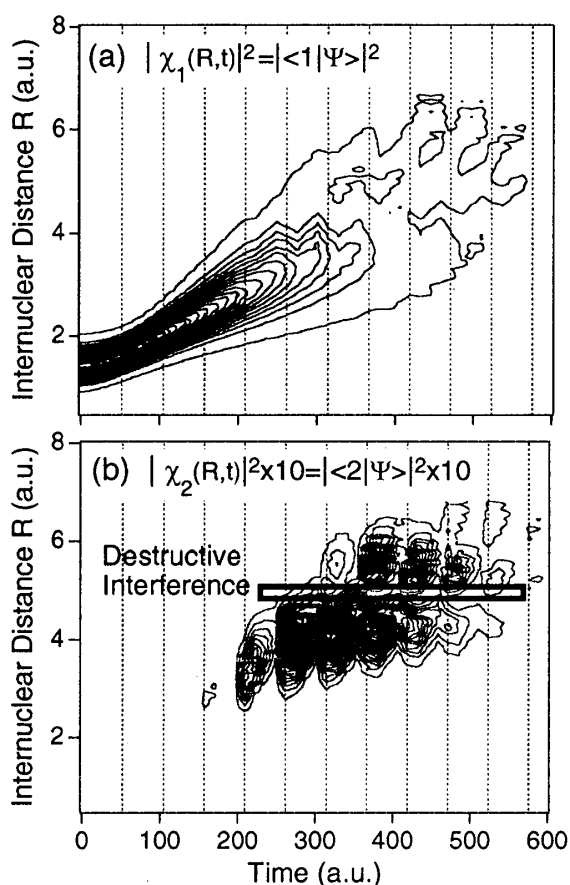 8
6
4
2
Internuclear Distance R (a.u.)
(a) | χ₁(R,t)|²=|<1|Ψ>|²
8
6
4
2
Internuclear Distance R (a.u.)
(b) | χ₂(R,t)|²x10=|<2|Ψ>|²x10
Destructive
Interference
0 100 200 300 400 500 600
Time (a.u.)